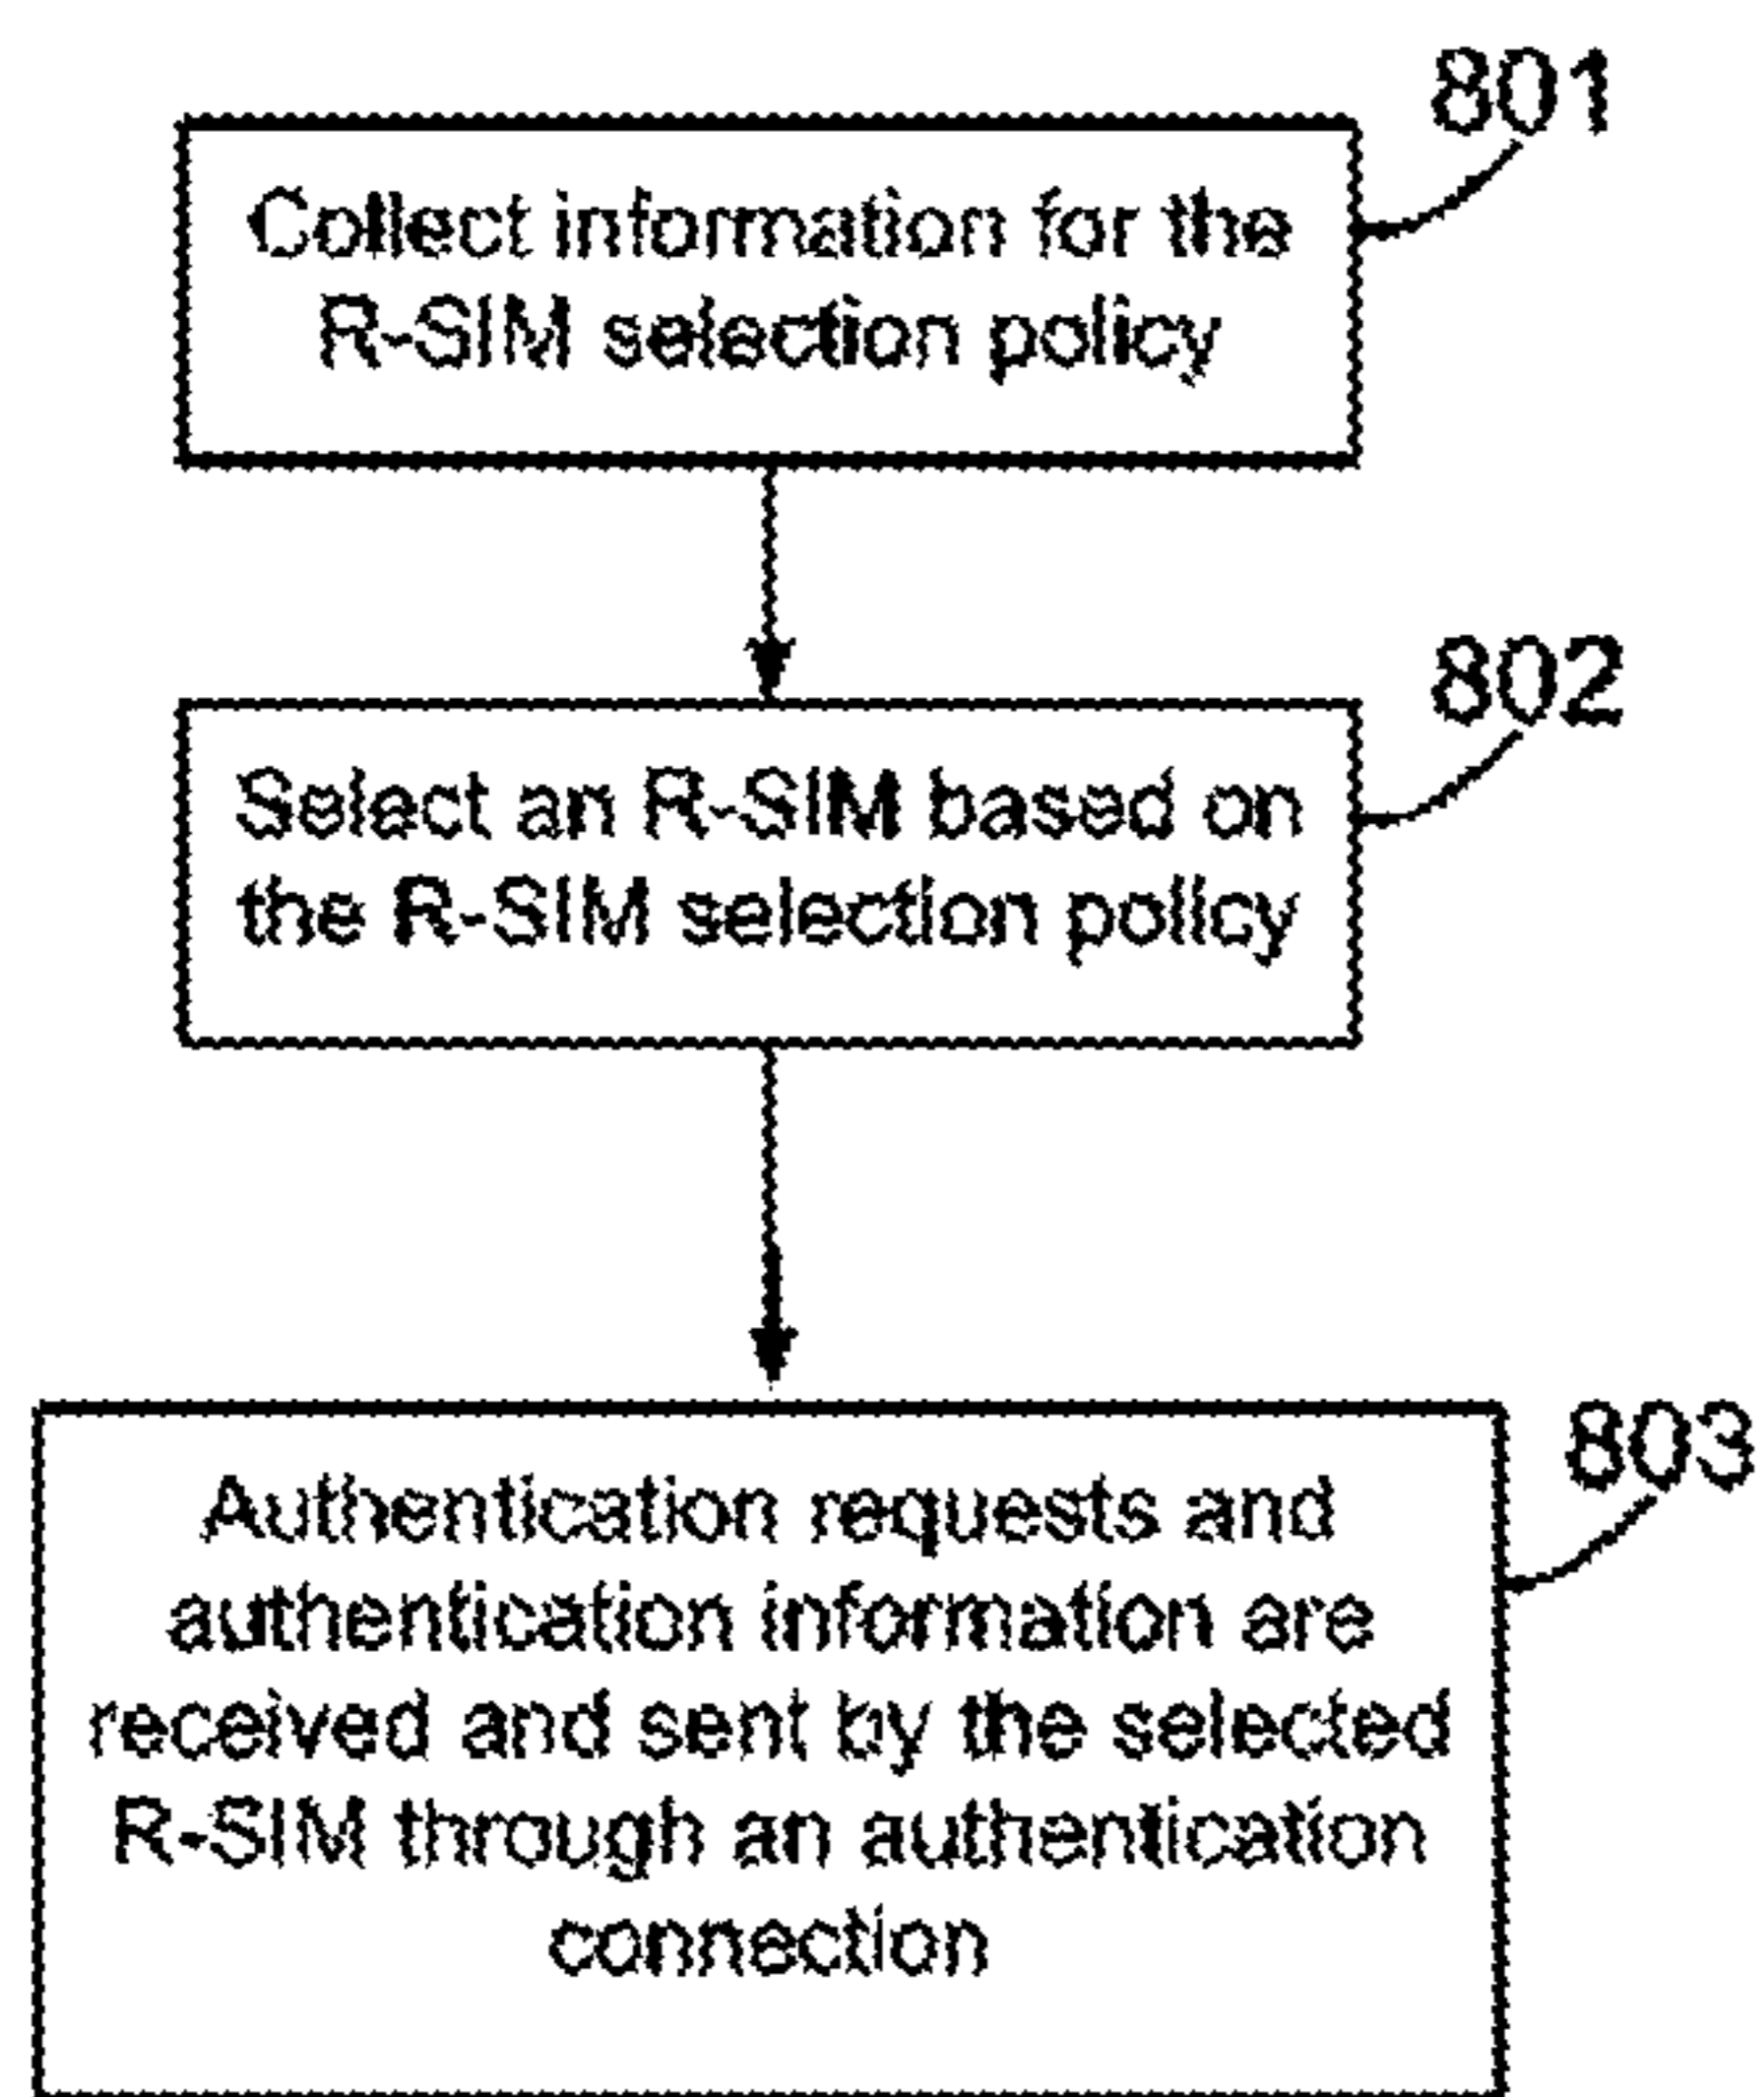 801
Collect information for the
R-SIM selection policy
802
Select an R-SIM based on
the R-SIM selection policy
803
Authentication requests and
authentication information are
received and sent by the selected
R-SIM through an authentication
connection